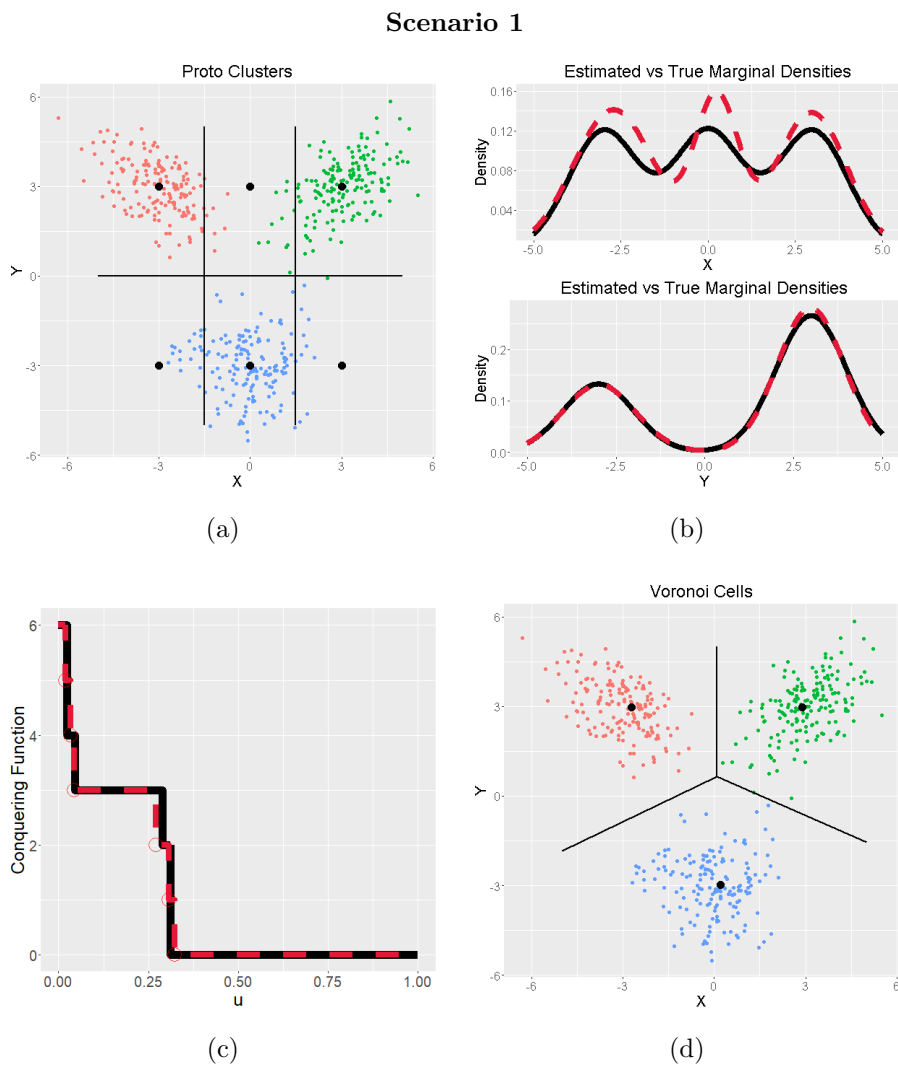 Scenario 1
Proto Clusters
Y
6
3
0
-3
-6
-6 -3 0 3 6
X
(a)
Estimated vs True Marginal Densities
Density
0.16
0.12
0.08
0.04
-5.0 -2.5 0.0 2.5 5.0
X
Estimated vs True Marginal Densities
Density
0.2
0.1
0.0
-5.0 -2.5 0.0 2.5 5.0
Y
(b)
Conquering Function
6
4
2
0
0.00 0.25 0.50 0.75 1.00
u
(c)
Voronoi Cells
Y
6
3
0
-3
-6
-6 -3 0 3 6
X
(d)